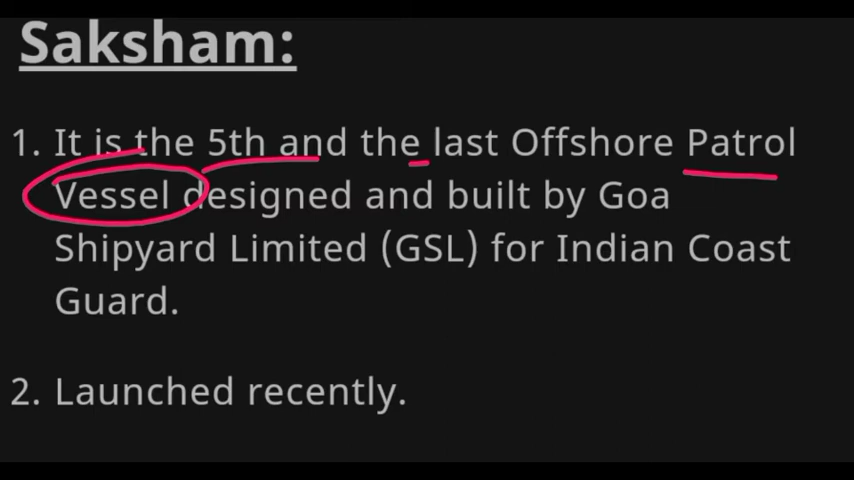 Saksham:
1. It is the 5th and the last Offshore Patrol
Vessel designed and built by Goa
Shipyard Limited (GSL) for Indian Coast
Guard.
2. Launched recently.